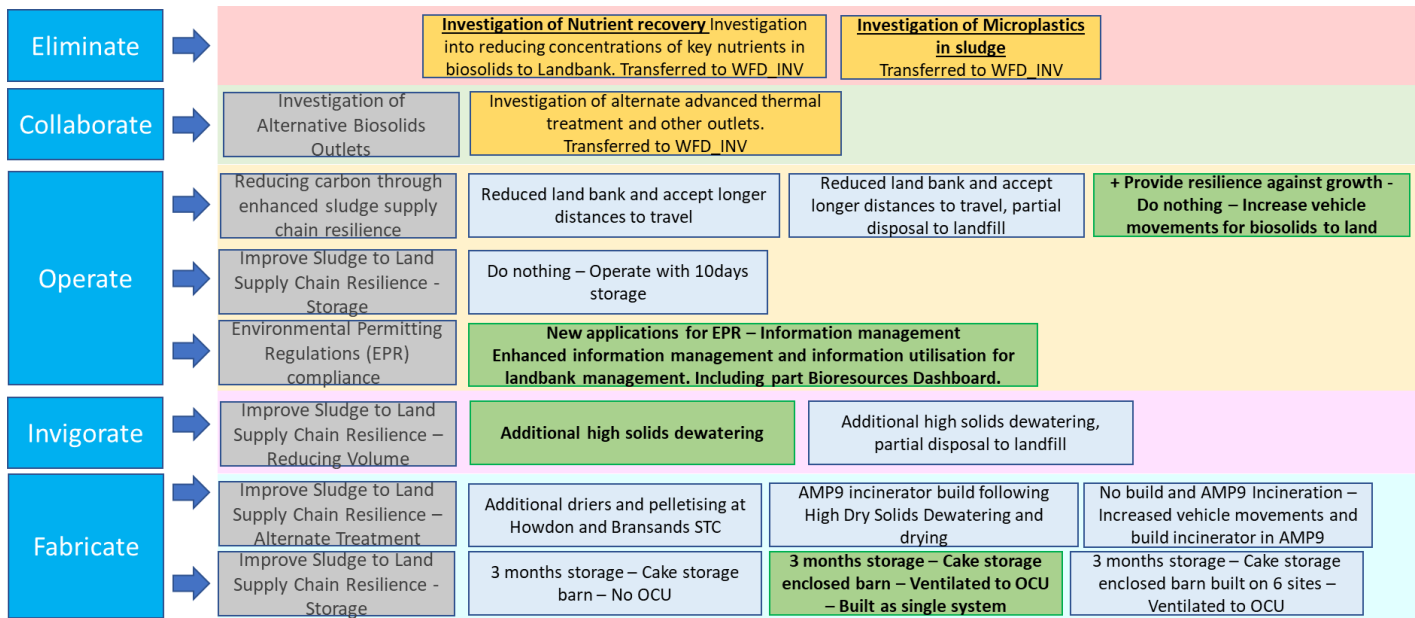 Eliminate
Investigation of Nutrient recovery Investigation
into reducing concentrations of key nutrients in
biosolids to Landbank. Transferred to WFD_INV
Investigation of Microplastics
in sludge
Transferred to WFD_INV
Collaborate
Investigation of
Alternative Biosolids
Outlets
Investigation of alternate advanced thermal
treatment and other outlets.
Transferred to WFD_INV
Operate
Reducing carbon through
enhanced sludge supply
chain resilience
Reduced land bank and accept longer
distances to travel
Reduced land bank and accept
longer distances to travel, partial
disposal to landfill
+ Provide resilience against growth -
Do nothing – Increase vehicle
movements for biosolids to land
Improve Sludge to Land
Supply Chain Resilience -
Storage
Do nothing – Operate with 10days
storage
Environmental Permitting
Regulations (EPR)
compliance
New applications for EPR – Information management
Enhanced information management and information utilisation for
landbank management. Including part Bioresources Dashboard.
Invigorate
Improve Sludge to Land
Supply Chain Resilience –
Reducing Volume
Additional high solids dewatering
Additional high solids dewatering,
partial disposal to landfill
Fabricate
Improve Sludge to Land
Supply Chain Resilience –
Alternate Treatment
Additional driers and pelletising at
Howdon and Bransands STC
AMP9 incinerator build following
High Dry Solids Dewatering and
drying
No build and AMP9 Incineration –
Increased vehicle movements and
build incinerator in AMP9
Improve Sludge to Land
Supply Chain Resilience -
Storage
3 months storage – Cake storage
barn – No OCU
3 months storage – Cake storage
enclosed barn – Ventilated to OCU
– Built as single system
3 months storage – Cake storage
enclosed barn built on 6 sites –
Ventilated to OCU